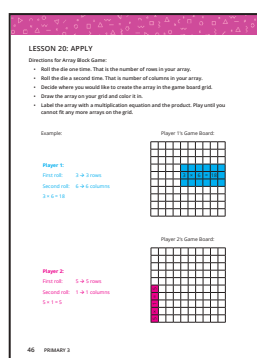 LESSON 20: APPLY
Directions for Array Block Game:
• Roll the die one time. That is the number of rows in your array.
• Roll the die a second time. That is number of columns in your array.
• Decide where you would like to create the array in the game board grid.
• Draw the array on your grid and color it in.
• Label the array with a multiplication equation and the product. Play until you
cannot fit any more arrays on the grid.
Example:
Player 1's Game Board:
Player 1:
First roll: 3 → 3 rows
Second roll: 6 → 6 columns
3 × 6 = 18
3 × 6 = 18
Player 2's Game Board:
Player 2:
First roll: 5 → 5 rows
Second roll: 1 → 1 columns
5 × 1 = 5
46 PRIMARY 3